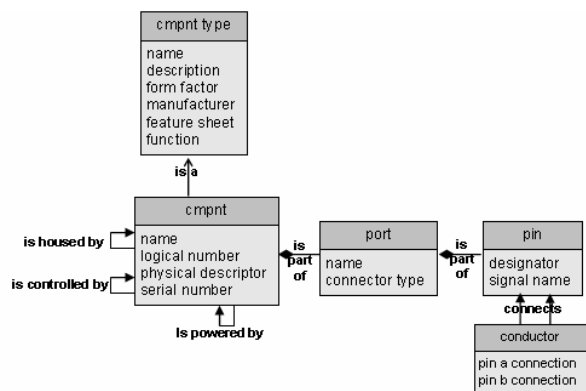 cmpnt type
name
description
form factor
manufacturer
feature sheet
function
is a
cmpnt
name
logical number
physical descriptor
serial number
is housed by
is controlled by
Is powered by
is
part
of
port
name
connector type
is
part
of
pin
designator
signal name
connects
conductor
pin a connection
pin b connection